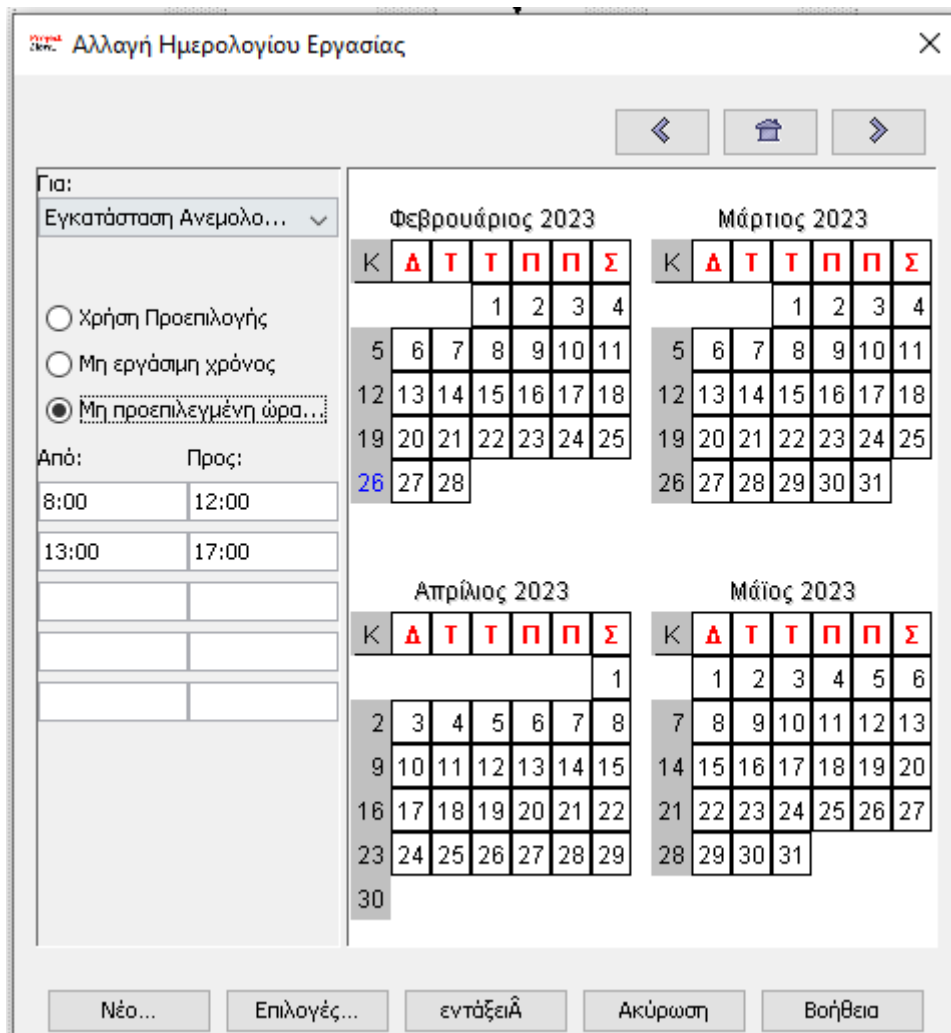 Αλλαγή Ημερολογίου Εργασίας
Για:
Εγκατάσταση Ανεμολο...
Χρήση Προεπιλογής
Μη εργάσιμη χρόνος
Μη προεπιλεγμένη ώρα...
Από: Προς:
8:00 12:00
13:00 17:00
Φεβρουάριος 2023
Κ Δ Τ Τ Π Π Σ
1 2 3 4
5 6 7 8 9 10 11
12 13 14 15 16 17 18
19 20 21 22 23 24 25
26 27 28
Μάρτιος 2023
Κ Δ Τ Τ Π Π Σ
1 2 3 4
5 6 7 8 9 10 11
12 13 14 15 16 17 18
19 20 21 22 23 24 25
26 27 28 29 30 31
Απρίλιος 2023
Κ Δ Τ Τ Π Π Σ
1
2 3 4 5 6 7 8
9 10 11 12 13 14 15
16 17 18 19 20 21 22
23 24 25 26 27 28 29
30
Μάϊος 2023
Κ Δ Τ Τ Π Π Σ
1 2 3 4 5 6
7 8 9 10 11 12 13
14 15 16 17 18 19 20
21 22 23 24 25 26 27
28 29 30 31
Νέο... Επιλογές... εντάξειÂ Ακύρωση Βοήθεια